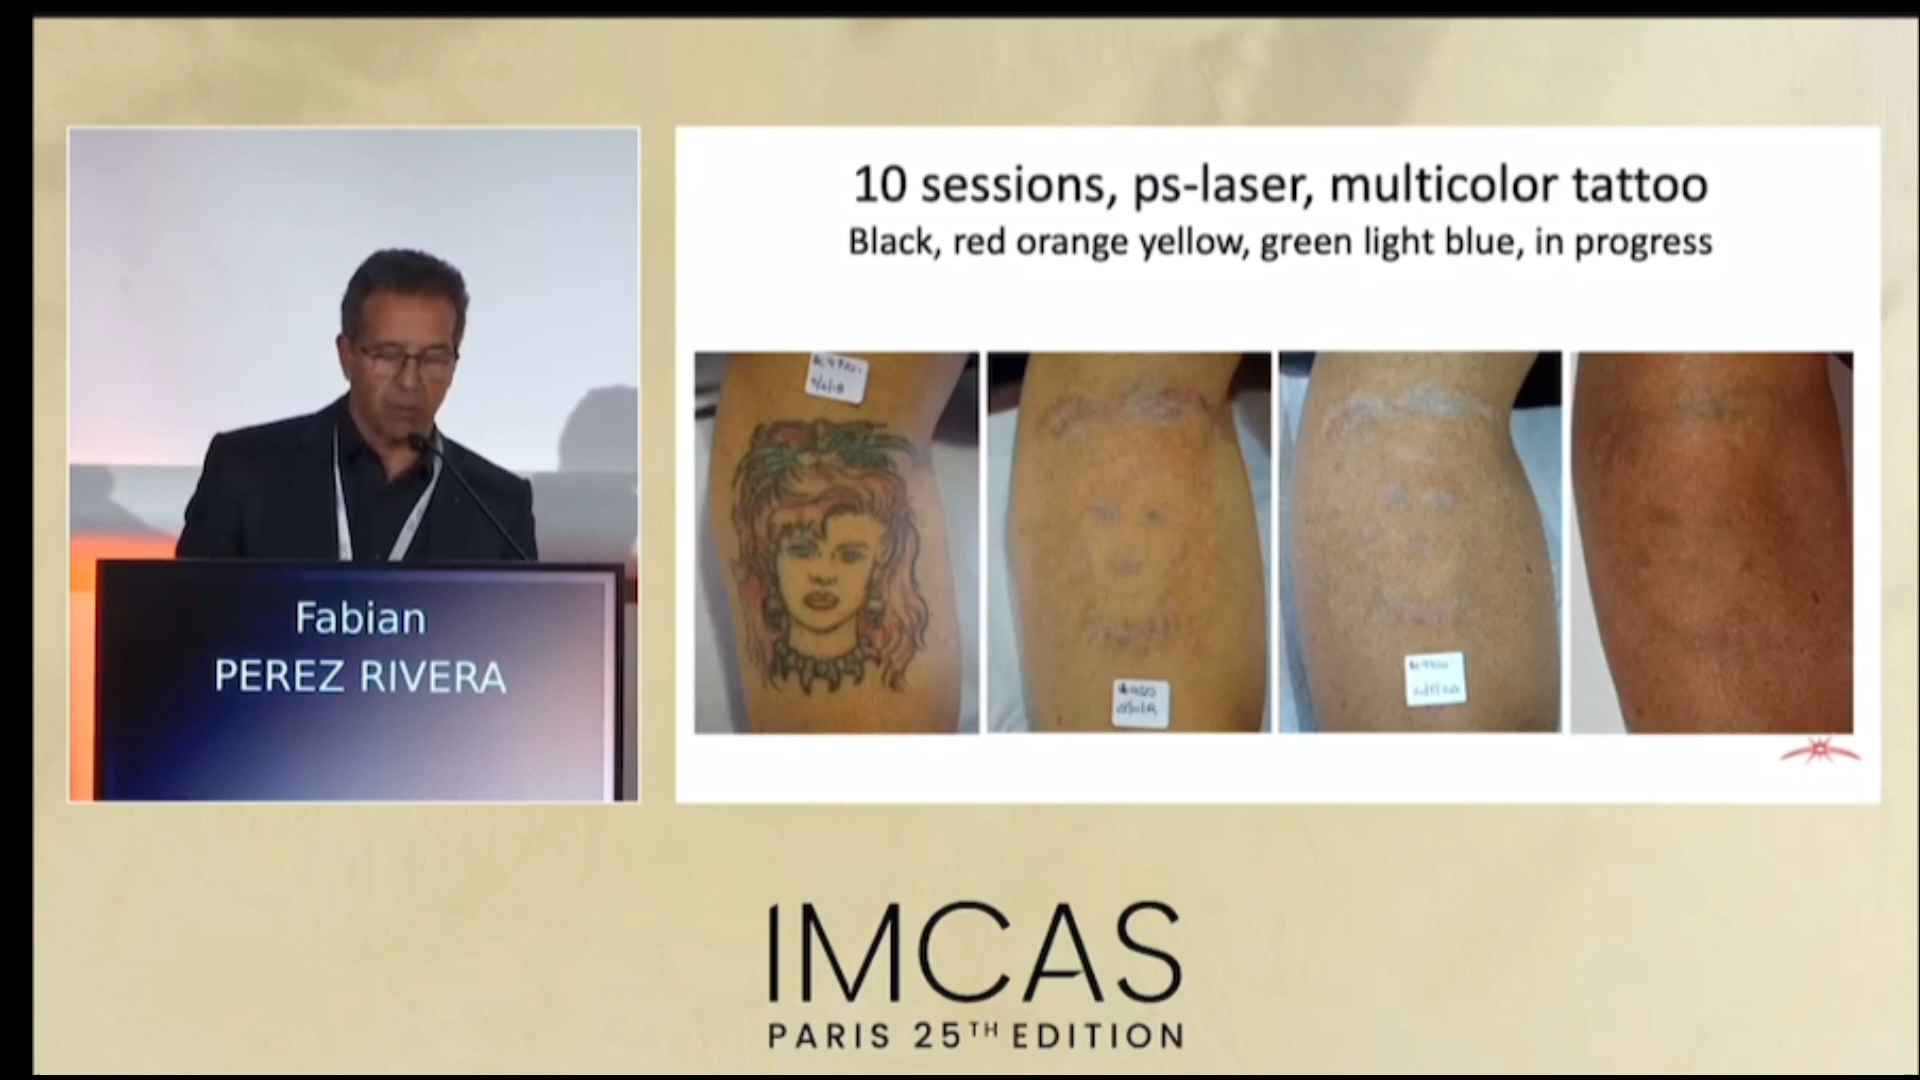 10 sessions, ps-laser, multicolor tattoo
Black, red orange yellow, green light blue, in progress
Fabian
PEREZ RIVERA
IMCAS
PARIS 25TH EDITION